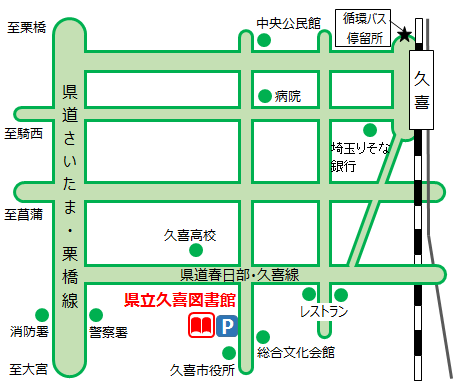 至栗橋
中央公民館
循環バス
停留所
久喜
病院
県道さいたま・栗橋線
至騎西
埼玉りそな
銀行
至菖蒲
久喜高校
県道春日部・久喜線
県立久喜図書館
P
レストラン
消防署
警察署
総合文化会館
久喜市役所
至大宮